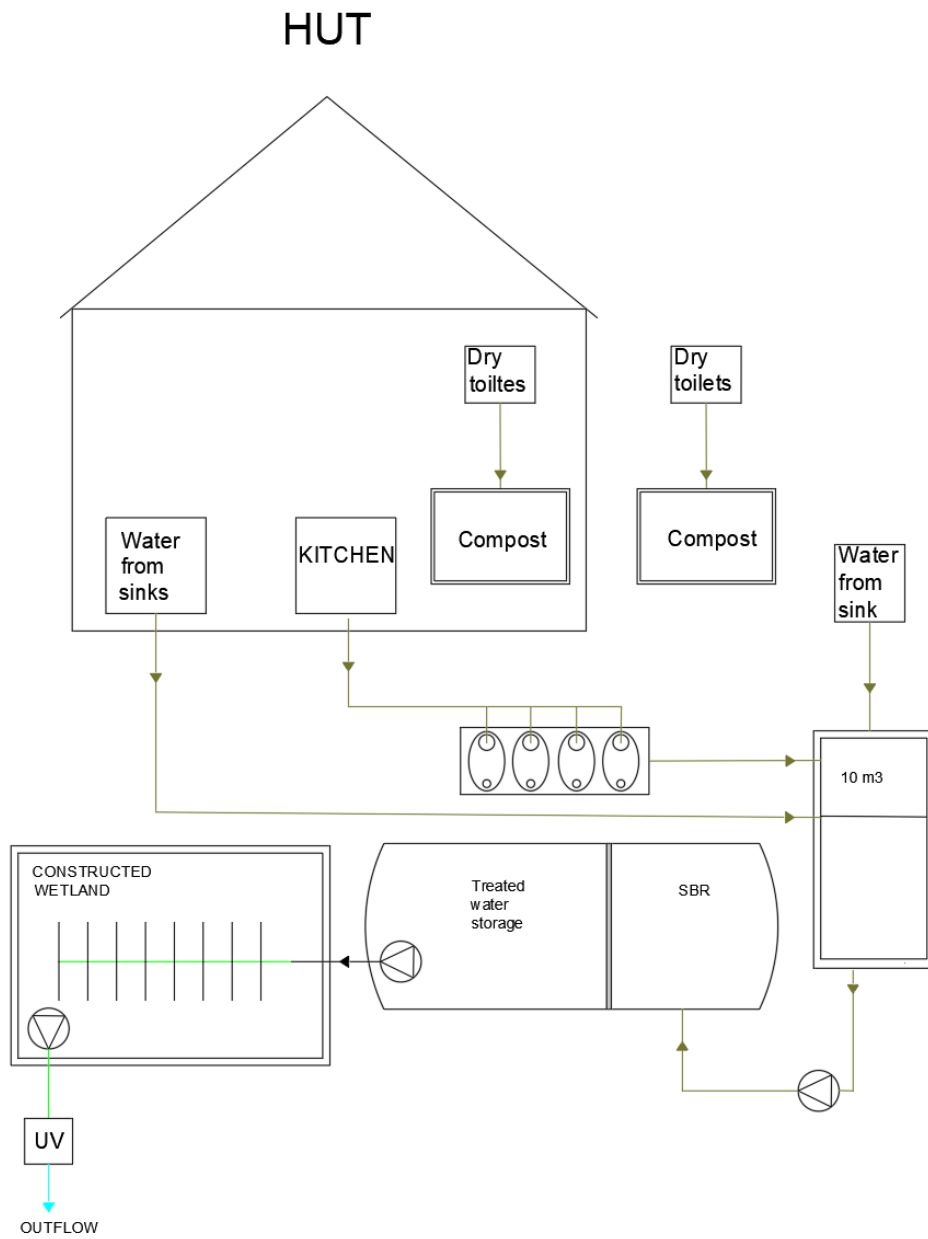 HUT
Dry
toiltes
Dry
toilets
Compost
Compost
Water
from
sinks
KITCHEN
Water
from
sink
10 m3
CONSTRUCTED
WETLAND
Treated
water
storage
SBR
UV
OUTFLOW